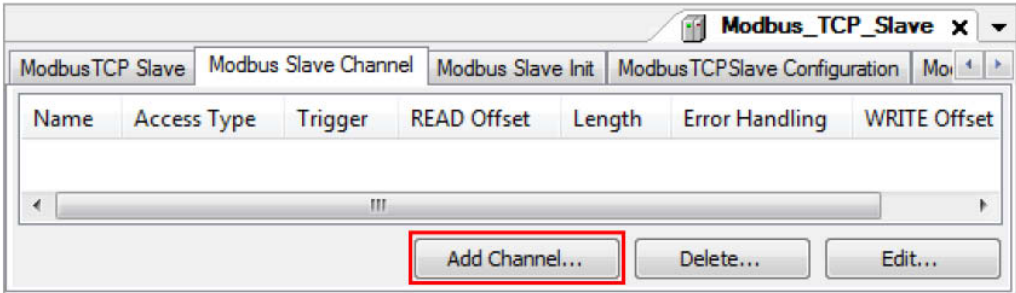 Modbus_TCP_Slave
ModbusTCP Slave Modbus Slave Channel Modbus Slave Init ModbusTCPSlave Configuration
Name Access Type Trigger READ Offset Length Error Handling WRITE Offset
Add Channel... Delete... Edit...